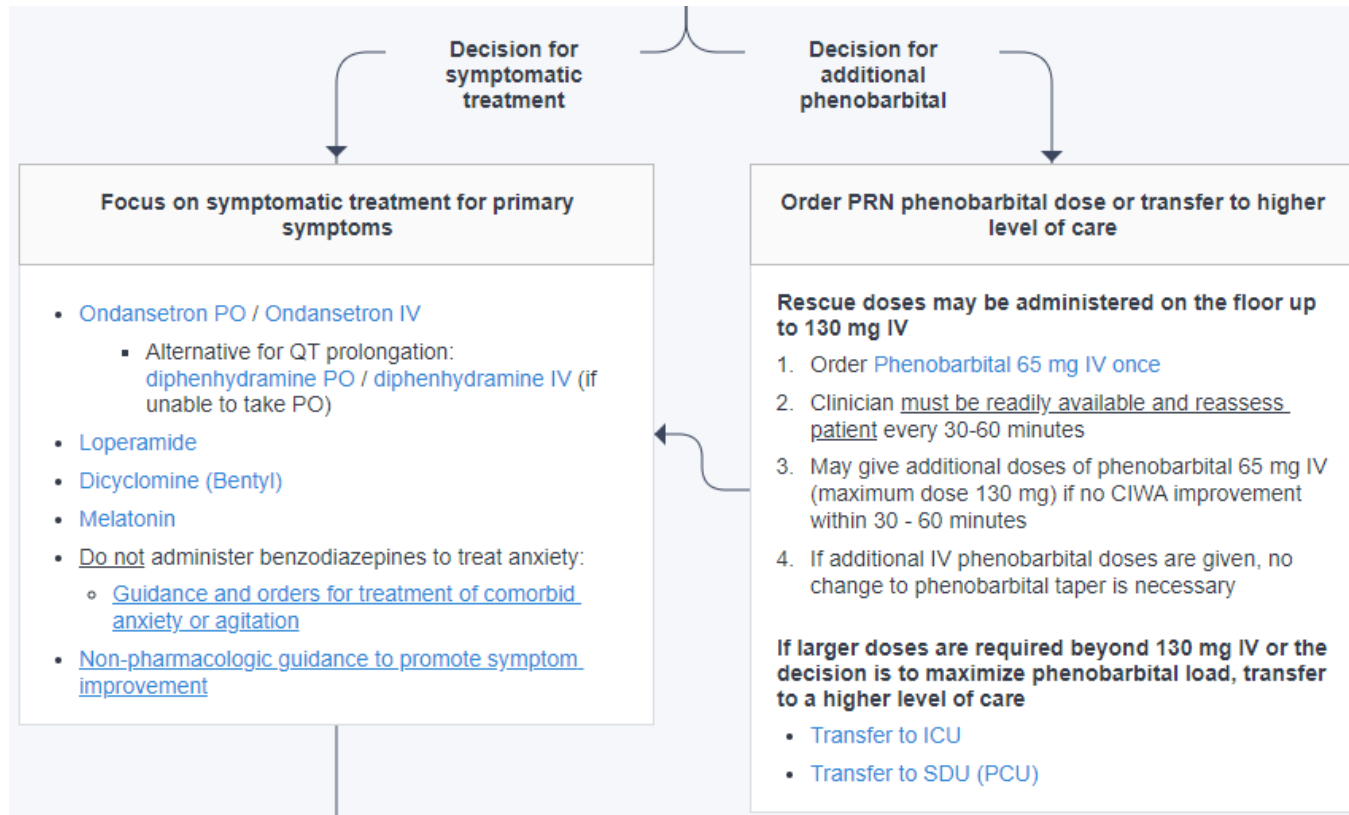 Decision for
symptomatic
treatment
Decision for
additional
phenobarbital
Focus on symptomatic treatment for primary
symptoms
• Ondansetron PO / Ondansetron IV
▪ Alternative for QT prolongation:
diphenhydramine PO / diphenhydramine IV (if
unable to take PO)
• Loperamide
• Dicyclomine (Bentyl)
• Melatonin
• Do not administer benzodiazepines to treat anxiety:
◦ Guidance and orders for treatment of comorbid
anxiety or agitation
• Non-pharmacologic guidance to promote symptom
improvement
Order PRN phenobarbital dose or transfer to higher
level of care
Rescue doses may be administered on the floor up
to 130 mg IV
1. Order Phenobarbital 65 mg IV once
2. Clinician must be readily available and reassess
patient every 30-60 minutes
3. May give additional doses of phenobarbital 65 mg IV
(maximum dose 130 mg) if no CIWA improvement
within 30 - 60 minutes
4. If additional IV phenobarbital doses are given, no
change to phenobarbital taper is necessary
If larger doses are required beyond 130 mg IV or the
decision is to maximize phenobarbital load, transfer
to a higher level of care
• Transfer to ICU
• Transfer to SDU (PCU)